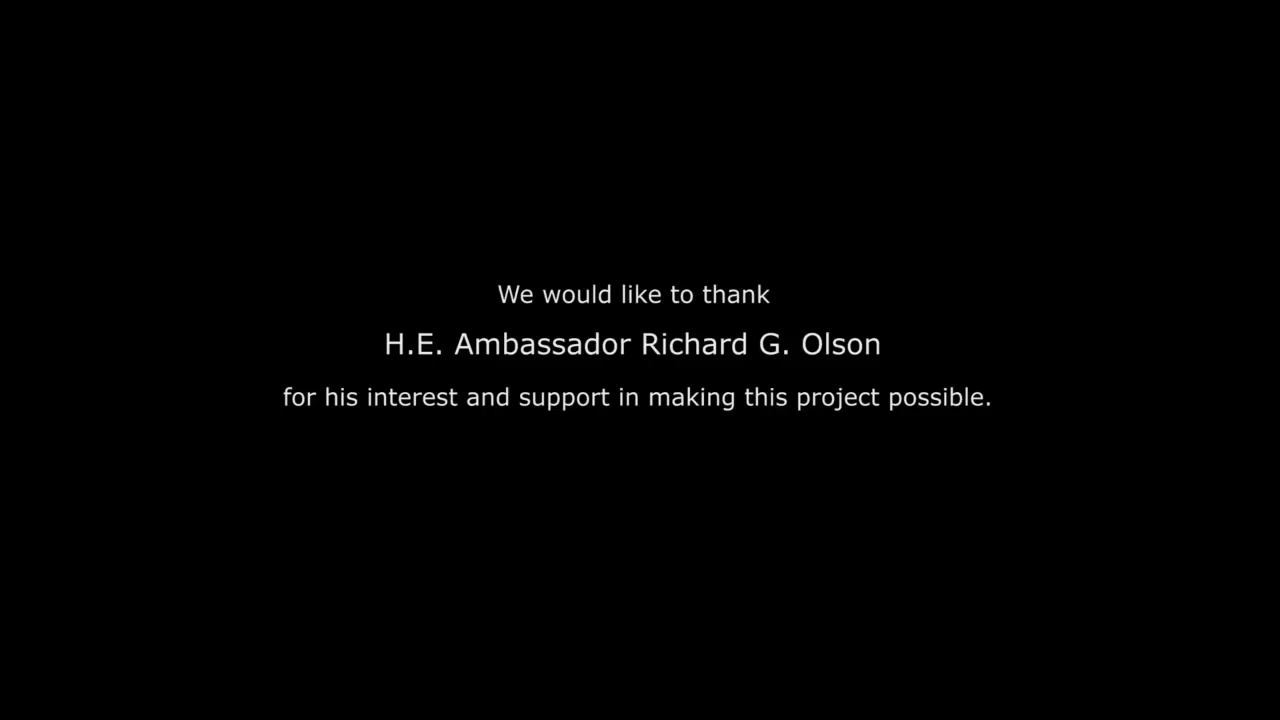 We would like to thank
H.E. Ambassador Richard G. Olson
for his interest and support in making this project possible.